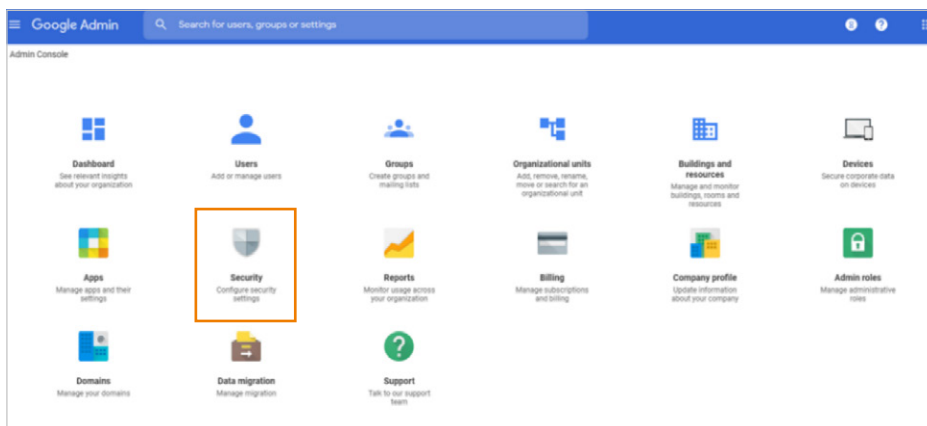 Google Admin
Search for users, groups or settings
?
Admin Console
Dashboard
See relevant insights
about your organization
Users
Add or manage users
Groups
Create groups and
mailing lists
Organizational units
Add, remove, rename,
move or search for an
organizational unit
Buildings and
resources
Manage and monitor
buildings, rooms and
resources
Devices
Secure corporate data
on devices
Apps
Manage apps and their
settings
Security
Configure security
settings
Reports
Monitor usage across
your organization
Billing
Manage subscriptions
and billing
Company profile
Update information
about your company
Admin roles
Manage administrative
roles
Domains
Manage your domains
Data migration
Manage migration
?
Support
Talk to our support
team